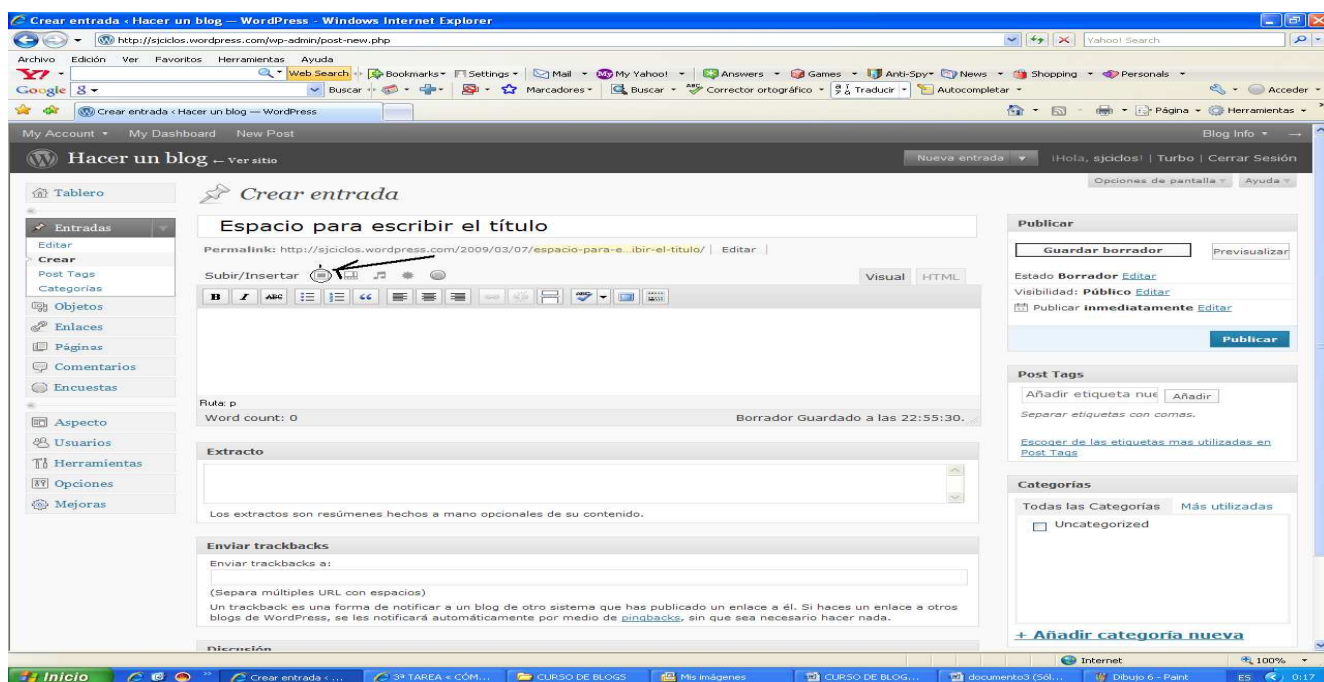 Crear entrada ‹ Hacer un blog — WordPress - Windows Internet Explorer
http://sjciclos.wordpress.com/wp-admin/post-new.php
Yahoo! Search
Archivo Edición Ver Favoritos Herramientas Ayuda
Y! Web Search Bookmarks Settings Mail My Yahoo! Answers Games Anti-Spy News Shopping Personals
Google Buscar Marcadores Buscar Corrector ortográfico Traducir Autocompletar Acceder
Crear entrada ‹ Hacer un blog — WordPress Página Herramientas
My Account My Dashboard New Post Blog Info →
Hacer un blog ← Ver sitio Nueva entrada ¡Hola, sjciclos! | Turbo | Cerrar Sesión
Opciones de pantalla Ayuda
Tablero
Crear entrada
Entradas
Editar
Crear
Post Tags
Categorías
Objetos
Enlaces
Páginas
Comentarios
Encuestas
Aspecto
Usuarios
Herramientas
Opciones
Mejoras
Espacio para escribir el título
Permalink: http://sjciclos.wordpress.com/2009/03/07/espacio-para-e...ibir-el-titulo/ Editar
Subir/Insertar Visual HTML
B I ABC
Ruta: p
Word count: 0 Borrador Guardado a las 22:55:30.
Extracto
Los extractos son resúmenes hechos a mano opcionales de su contenido.
Enviar trackbacks
Enviar trackbacks a:
(Separa múltiples URL con espacios)
Un trackback es una forma de notificar a un blog de otro sistema que has publicado un enlace a él. Si haces un enlace a otros
blogs de WordPress, se les notificará automáticamente por medio de pingbacks, sin que sea necesario hacer nada.
Discusión
Publicar
Guardar borrador Previsualizar
Estado Borrador Editar
Visibilidad: Público Editar
Publicar inmediatamente Editar
Publicar
Post Tags
Añadir etiqueta nue Añadir
Separar etiquetas con comas.
Escoger de las etiquetas mas utilizadas en
Post Tags
Categorías
Todas las Categorías Más utilizadas
Uncategorized
+ Añadir categoría nueva
Internet 100%
Inicio Crear entrada ‹ ... 3ª TAREA « CÓM... CURSO DE BLOGS Mis imágenes CURSO DE BLOG... documento3 (Sól... Dibujo 6 - Paint ES 0:17